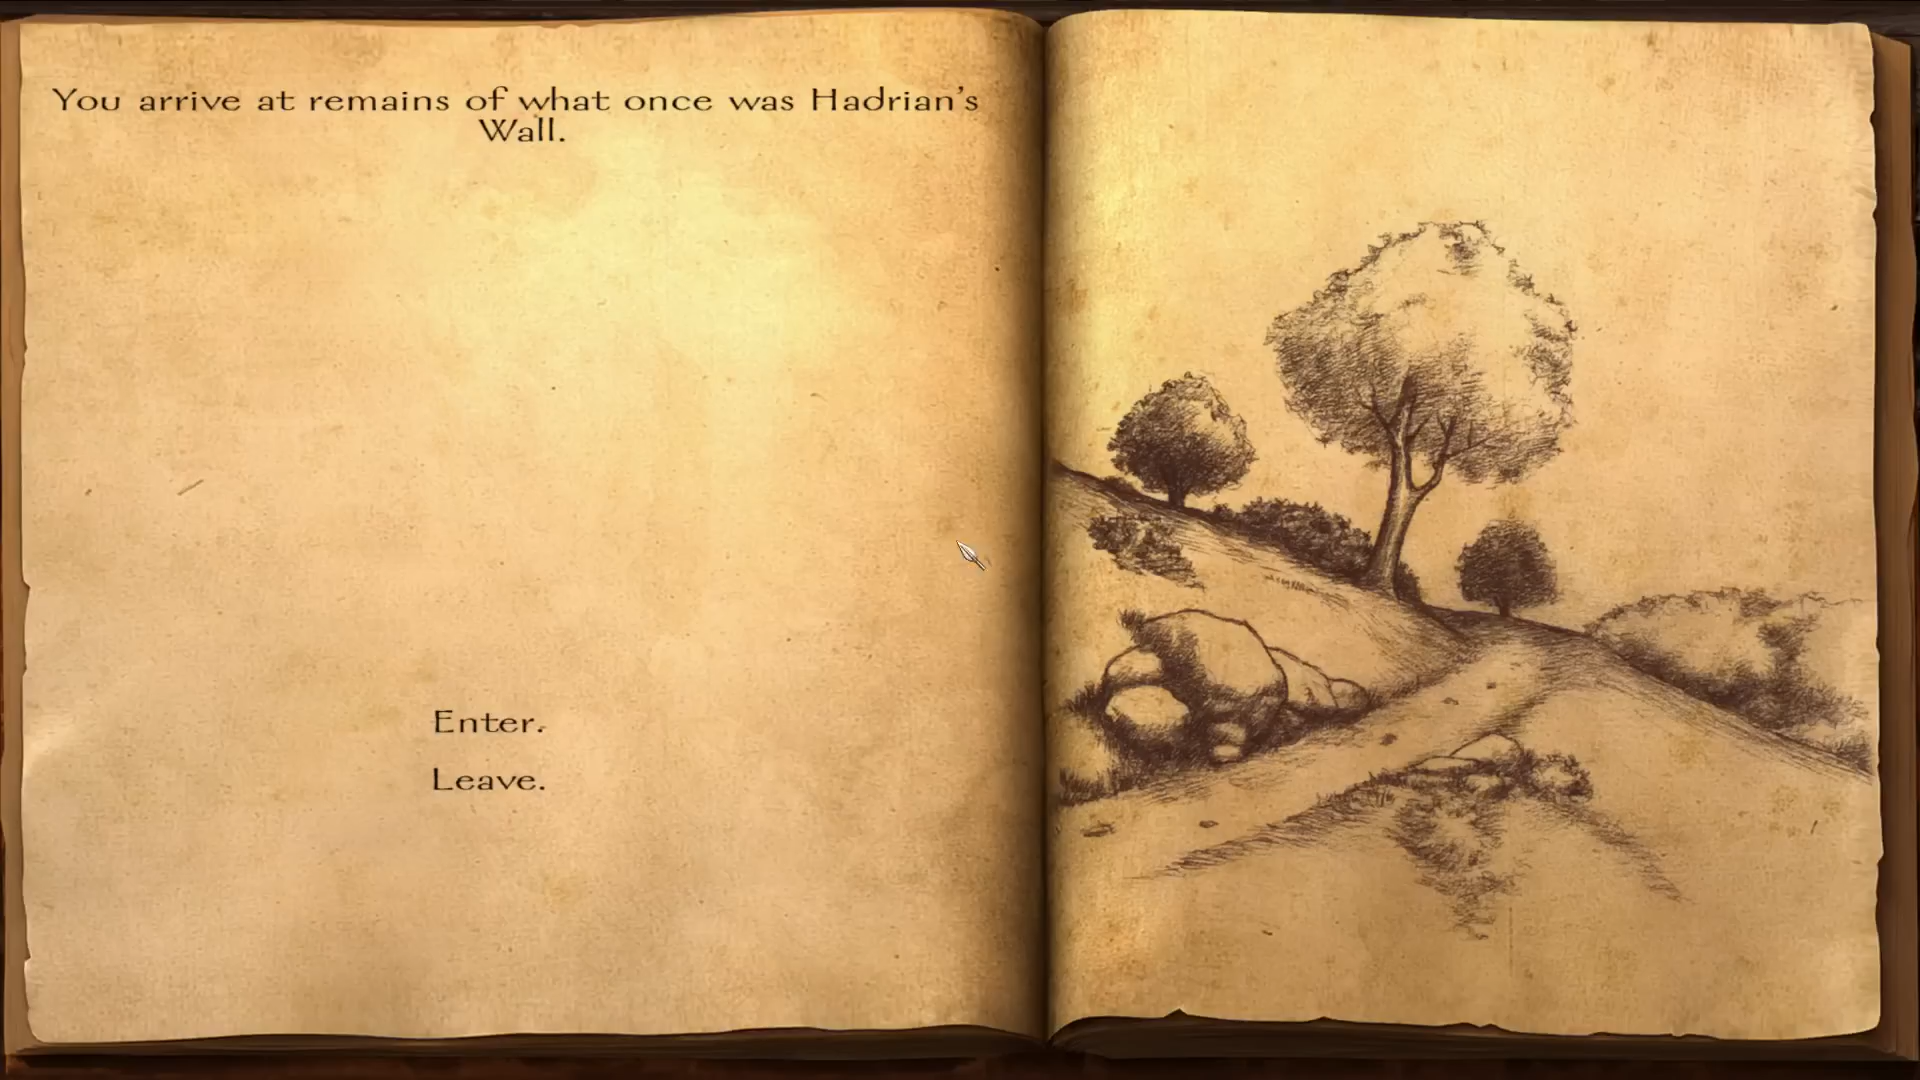 You arrive at remains of what once was Hadrian's
Wall.
Enter.
Leave.